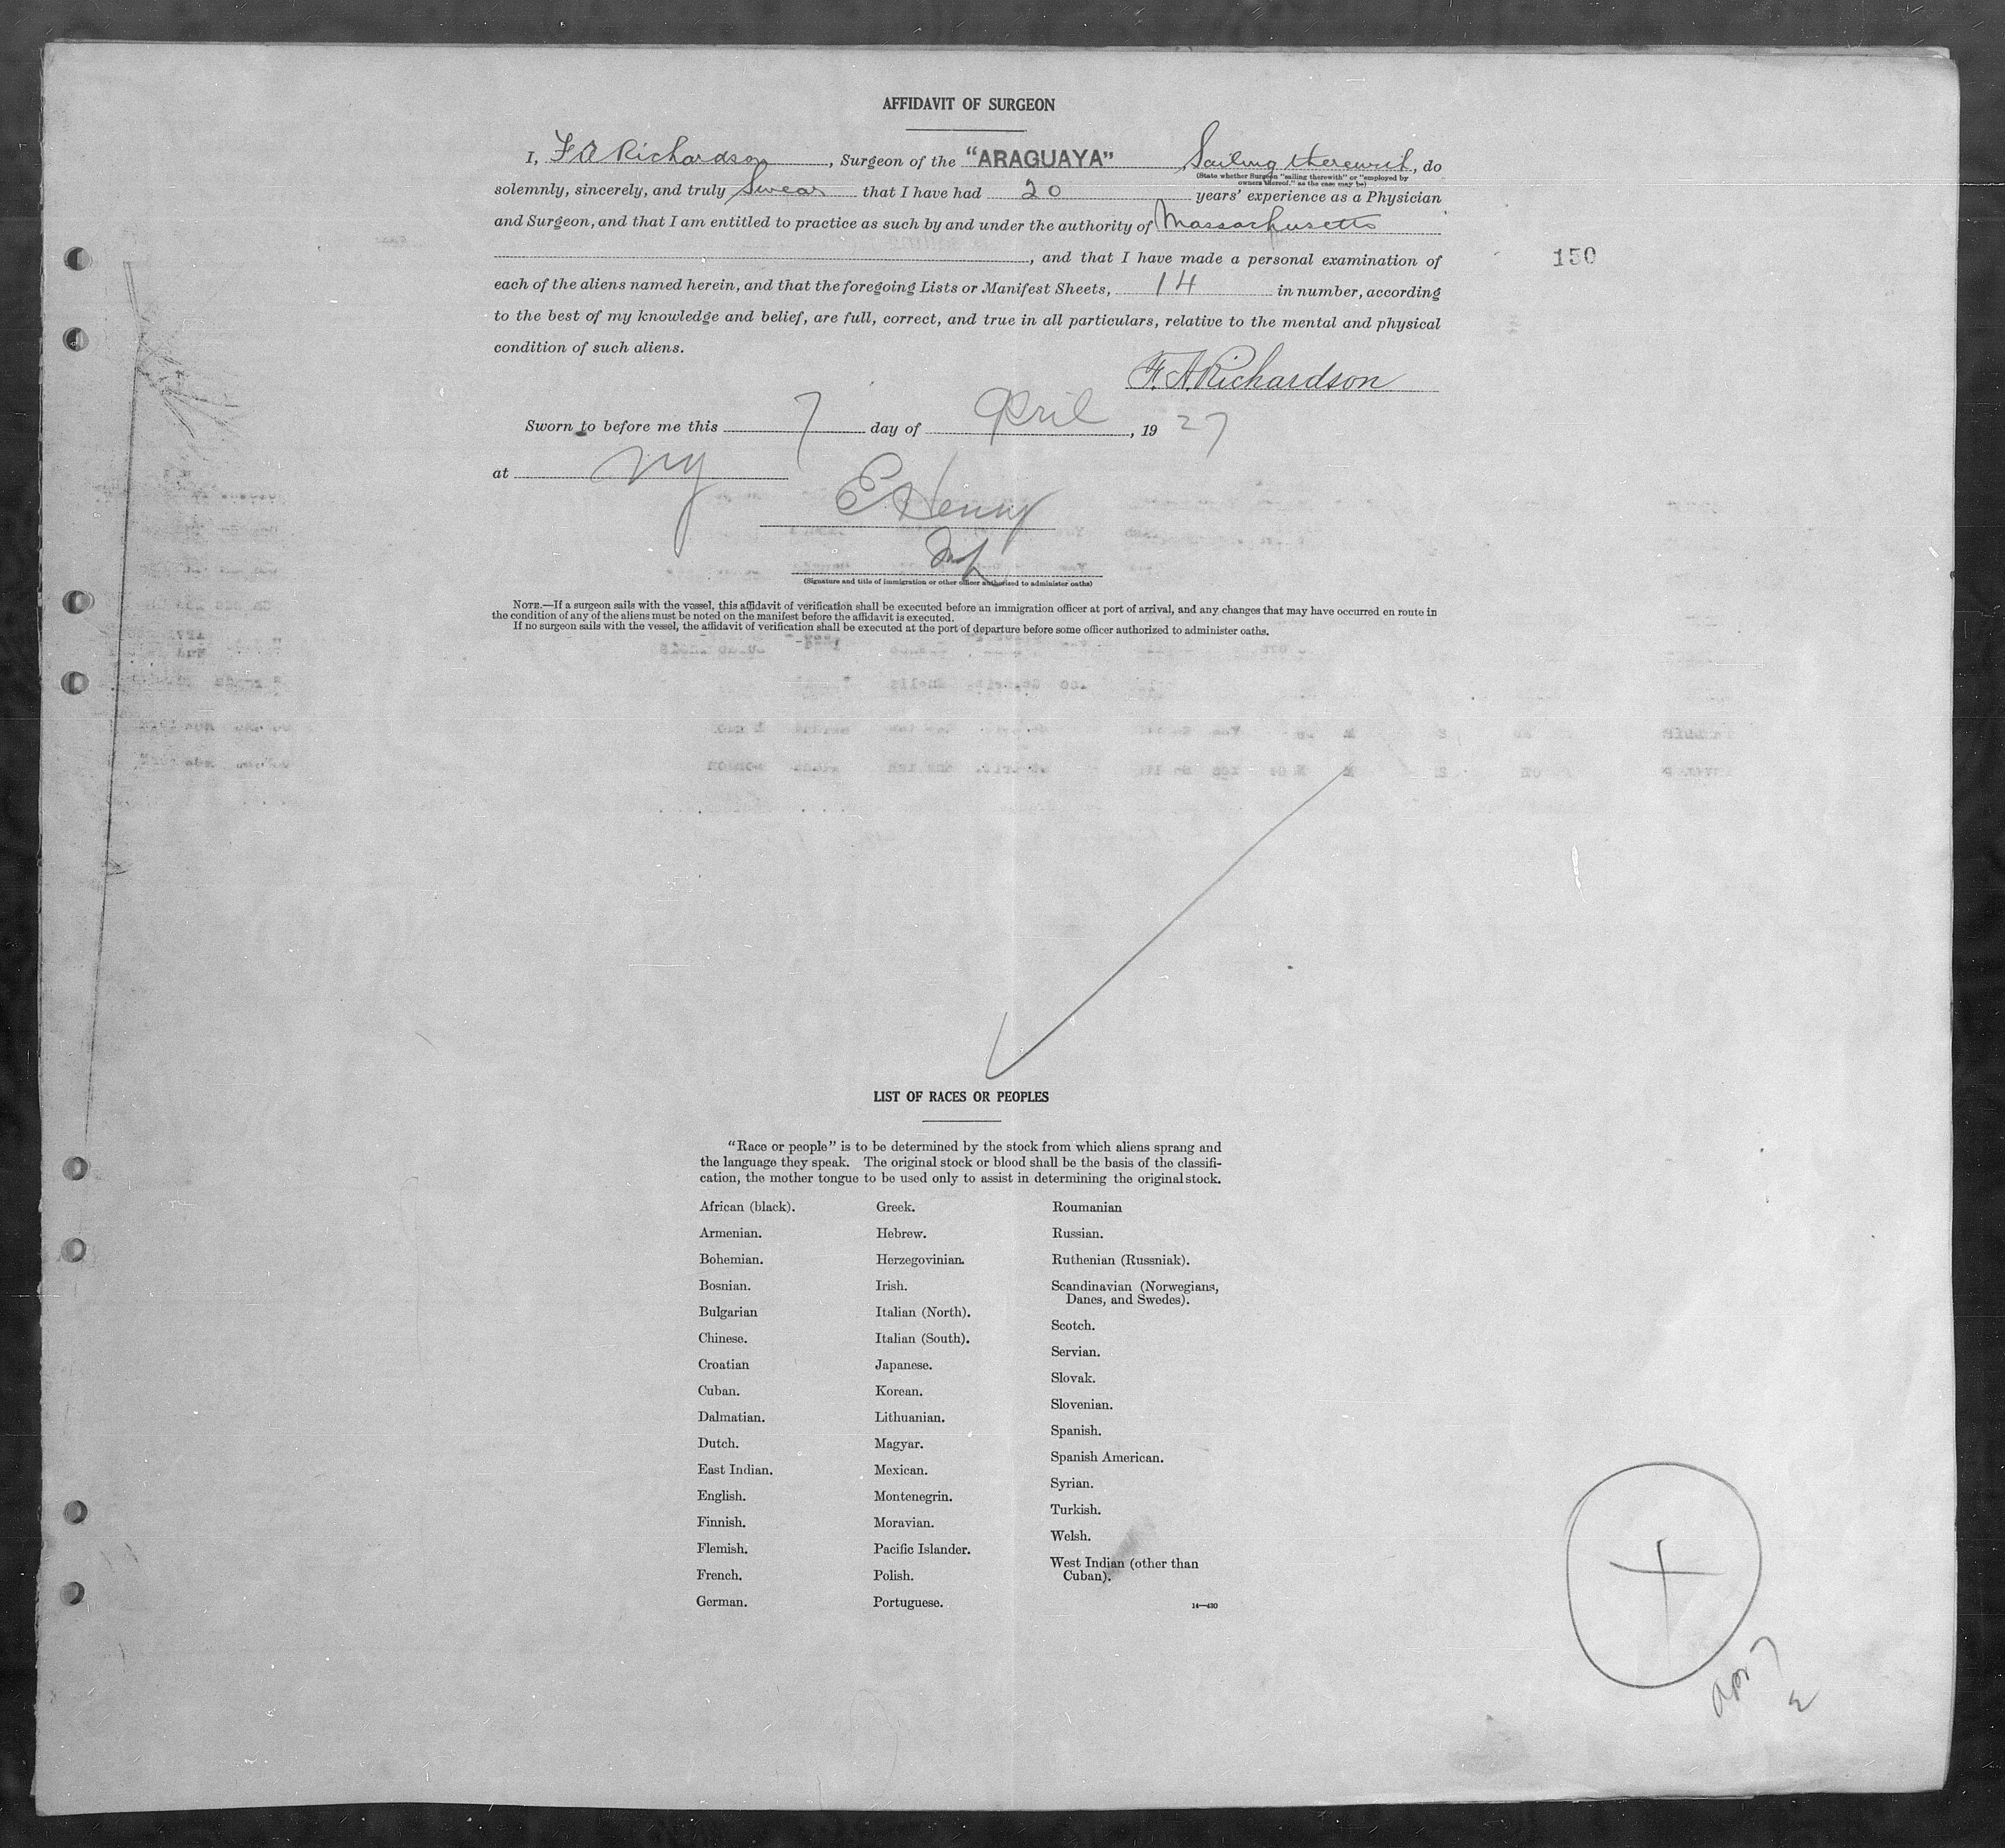 AFFIDAVIT OF SURGEON
I, F A Richardson, Surgeon of the "ARAGUAYA", Sailing therewith, do
(State whether Surgeon "sailing therewith" or "employed by
owners thereof," as the case may be)
solemnly, sincerely, and truly Swear that I have had 20 years' experience as a Physician
and Surgeon, and that I am entitled to practice as such by and under the authority of Massachusetts
, and that I have made a personal examination of
150
each of the aliens named herein, and that the foregoing Lists or Manifest Sheets, 14 in number, according
to the best of my knowledge and belief, are full, correct, and true in all particulars, relative to the mental and physical
condition of such aliens.
F. A. Richardson
Sworn to before me this 7 day of April, 19 27
at NY
E Henry
(Signature and title of immigration or other officer authorized to administer oaths)
NOTE.—If a surgeon sails with the vessel, this affidavit of verification shall be executed before an immigration officer at port of arrival, and any changes that may have occurred en route in
the condition of any of the aliens must be noted on the manifest before the affidavit is executed.
If no surgeon sails with the vessel, the affidavit of verification shall be executed at the port of departure before some officer authorized to administer oaths.
LIST OF RACES OR PEOPLES
"Race or people" is to be determined by the stock from which aliens sprang and
the language they speak. The original stock or blood shall be the basis of the classifi-
cation, the mother tongue to be used only to assist in determining the original stock.
African (black).
Armenian.
Bohemian.
Bosnian.
Bulgarian
Chinese.
Croatian
Cuban.
Dalmatian.
Dutch.
East Indian.
English.
Finnish.
Flemish.
French.
German.
Greek.
Hebrew.
Herzegovinian.
Irish.
Italian (North).
Italian (South).
Japanese.
Korean.
Lithuanian.
Magyar.
Mexican.
Montenegrin.
Moravian.
Pacific Islander.
Polish.
Portuguese.
Roumanian
Russian.
Ruthenian (Russniak).
Scandinavian (Norwegians,
Danes, and Swedes).
Scotch.
Servian.
Slovak.
Slovenian.
Spanish.
Spanish American.
Syrian.
Turkish.
Welsh.
West Indian (other than
Cuban).
14—430
Apr 7